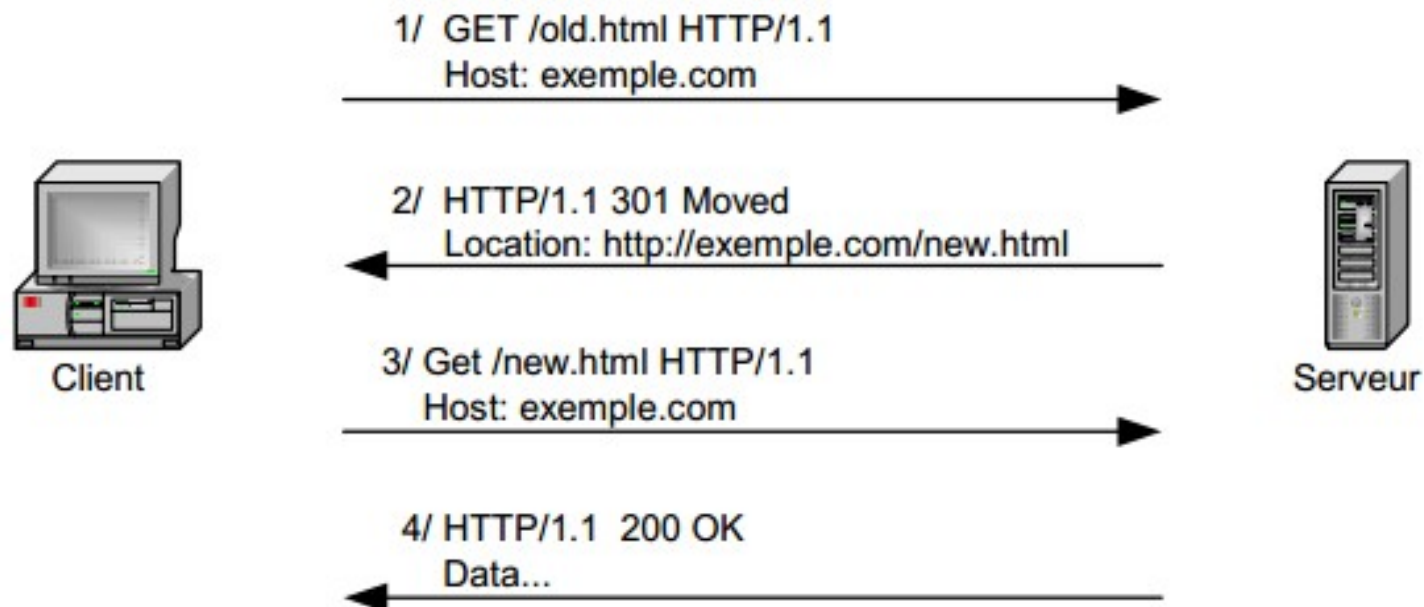 1/ GET /old.html HTTP/1.1
Host: exemple.com
2/ HTTP/1.1 301 Moved
Location: http://exemple.com/new.html
Client
Serveur
3/ Get /new.html HTTP/1.1
Host: exemple.com
4/ HTTP/1.1 200 OK
Data...